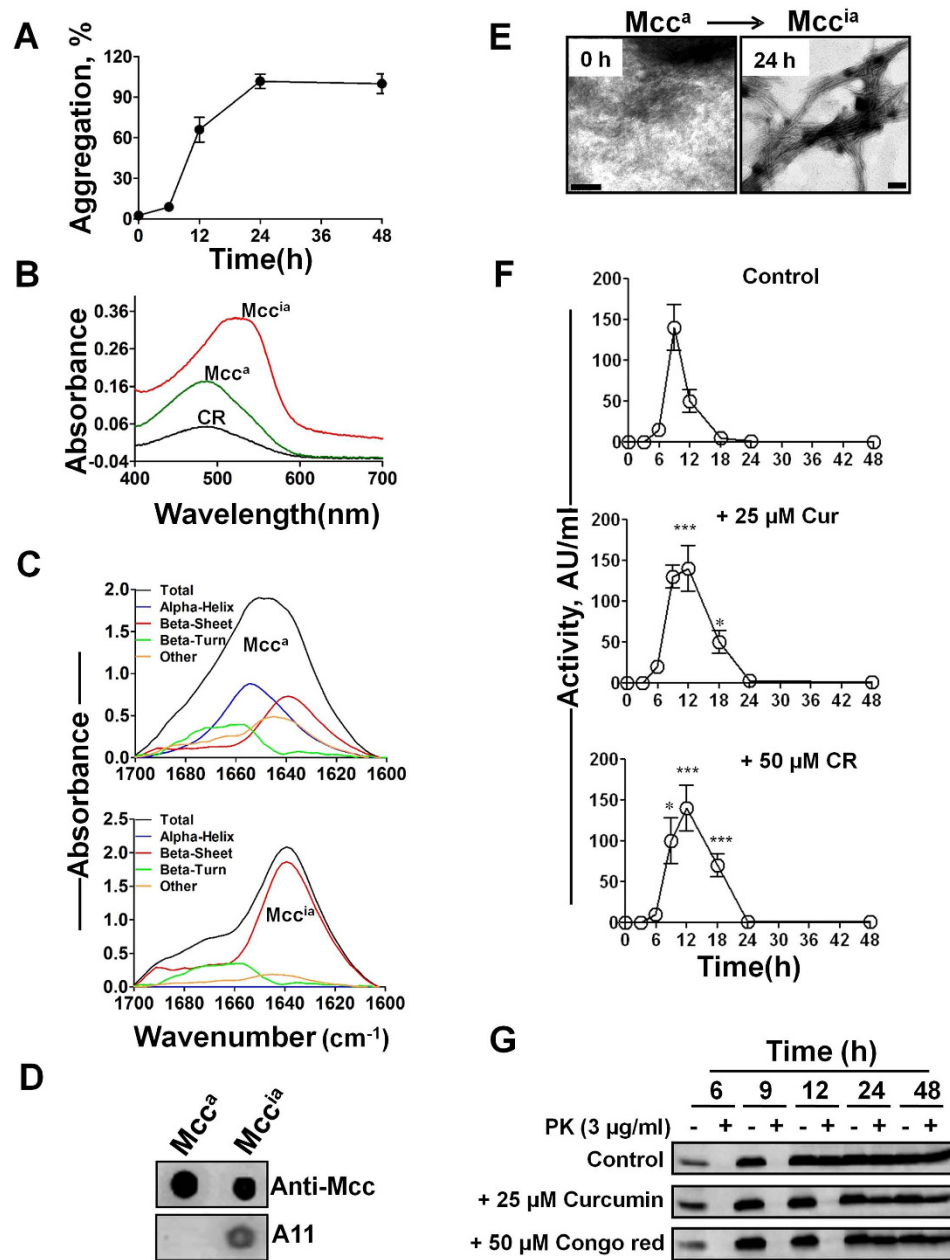 A
Aggregation, %
120
90
60
30
0
0 12 24 36 48
Time(h)
B
Absorbance
0.36
0.26
0.16
0.06
-0.04
Mcc^ia
Mcc^a
CR
400 500 600 700
Wavelength(nm)
C
Absorbance
2.0
1.5
1.0
0.5
0.0
Total
Alpha-Helix
Beta-Sheet
Beta-Turn
Other
Mcc^a
1700 1680 1660 1640 1620 1600
2.5
2.0
1.5
1.0
0.5
0.0
Total
Alpha-Helix
Beta-Sheet
Beta-Turn
Other
Mcc^ia
1700 1680 1660 1640 1620 1600
Wavenumber (cm⁻¹)
D
Mcc^a Mcc^ia
Anti-Mcc
A11
E
Mcc^a → Mcc^ia
0 h
24 h
F
Activity, AU/ml
Control
200
150
100
50
0
0 6 12 18 24 30 36 42 48
+ 25 µM Cur
200
150
100
50
0
***
*
0 6 12 18 24 30 36 42 48
+ 50 µM CR
200
150
100
50
0
*
***
***
0 6 12 18 24 30 36 42 48
Time(h)
G
Time (h)
6 9 12 24 48
- + - + - + - + - +
PK (3 µg/ml)
Control
+ 25 µM Curcumin
+ 50 µM Congo red